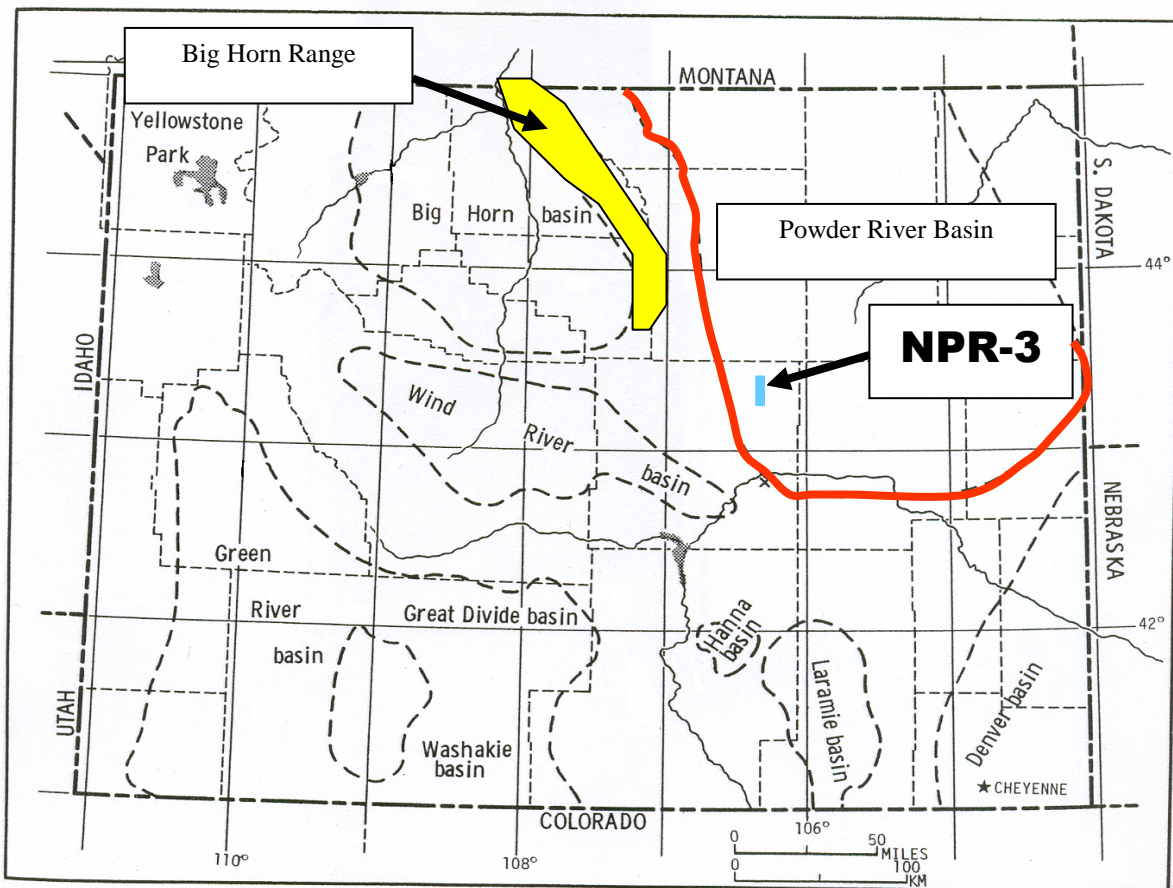 Big Horn Range
MONTANA
Yellowstone
Park
S. DAKOTA
Big Horn basin
Powder River Basin
44°
NPR-3
IDAHO
Wind
River
basin
NEBRASKA
Green
River
basin
Great Divide basin
Hanna
basin
42°
Laramie basin
Denver basin
UTAH
Washakie
basin
CHEYENNE
COLORADO
110°
108°
106°
0 50
MILES
0 100
KM